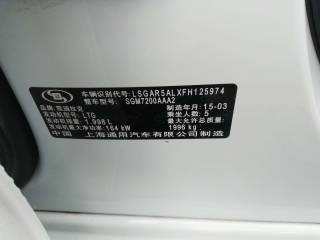 车辆识别代号: LSGAR5ALXFH125974
整车型号: SGM7200AAA2
品牌: 凯迪拉克 制造年月: 15-03
发动机型号: LTG 乘坐人数: 5
发动机排量: 1.998 L 最大允许总质量:
发动机最大净功率: 184 kW 1996 kg
中国 上海通用汽车有限公司 制造